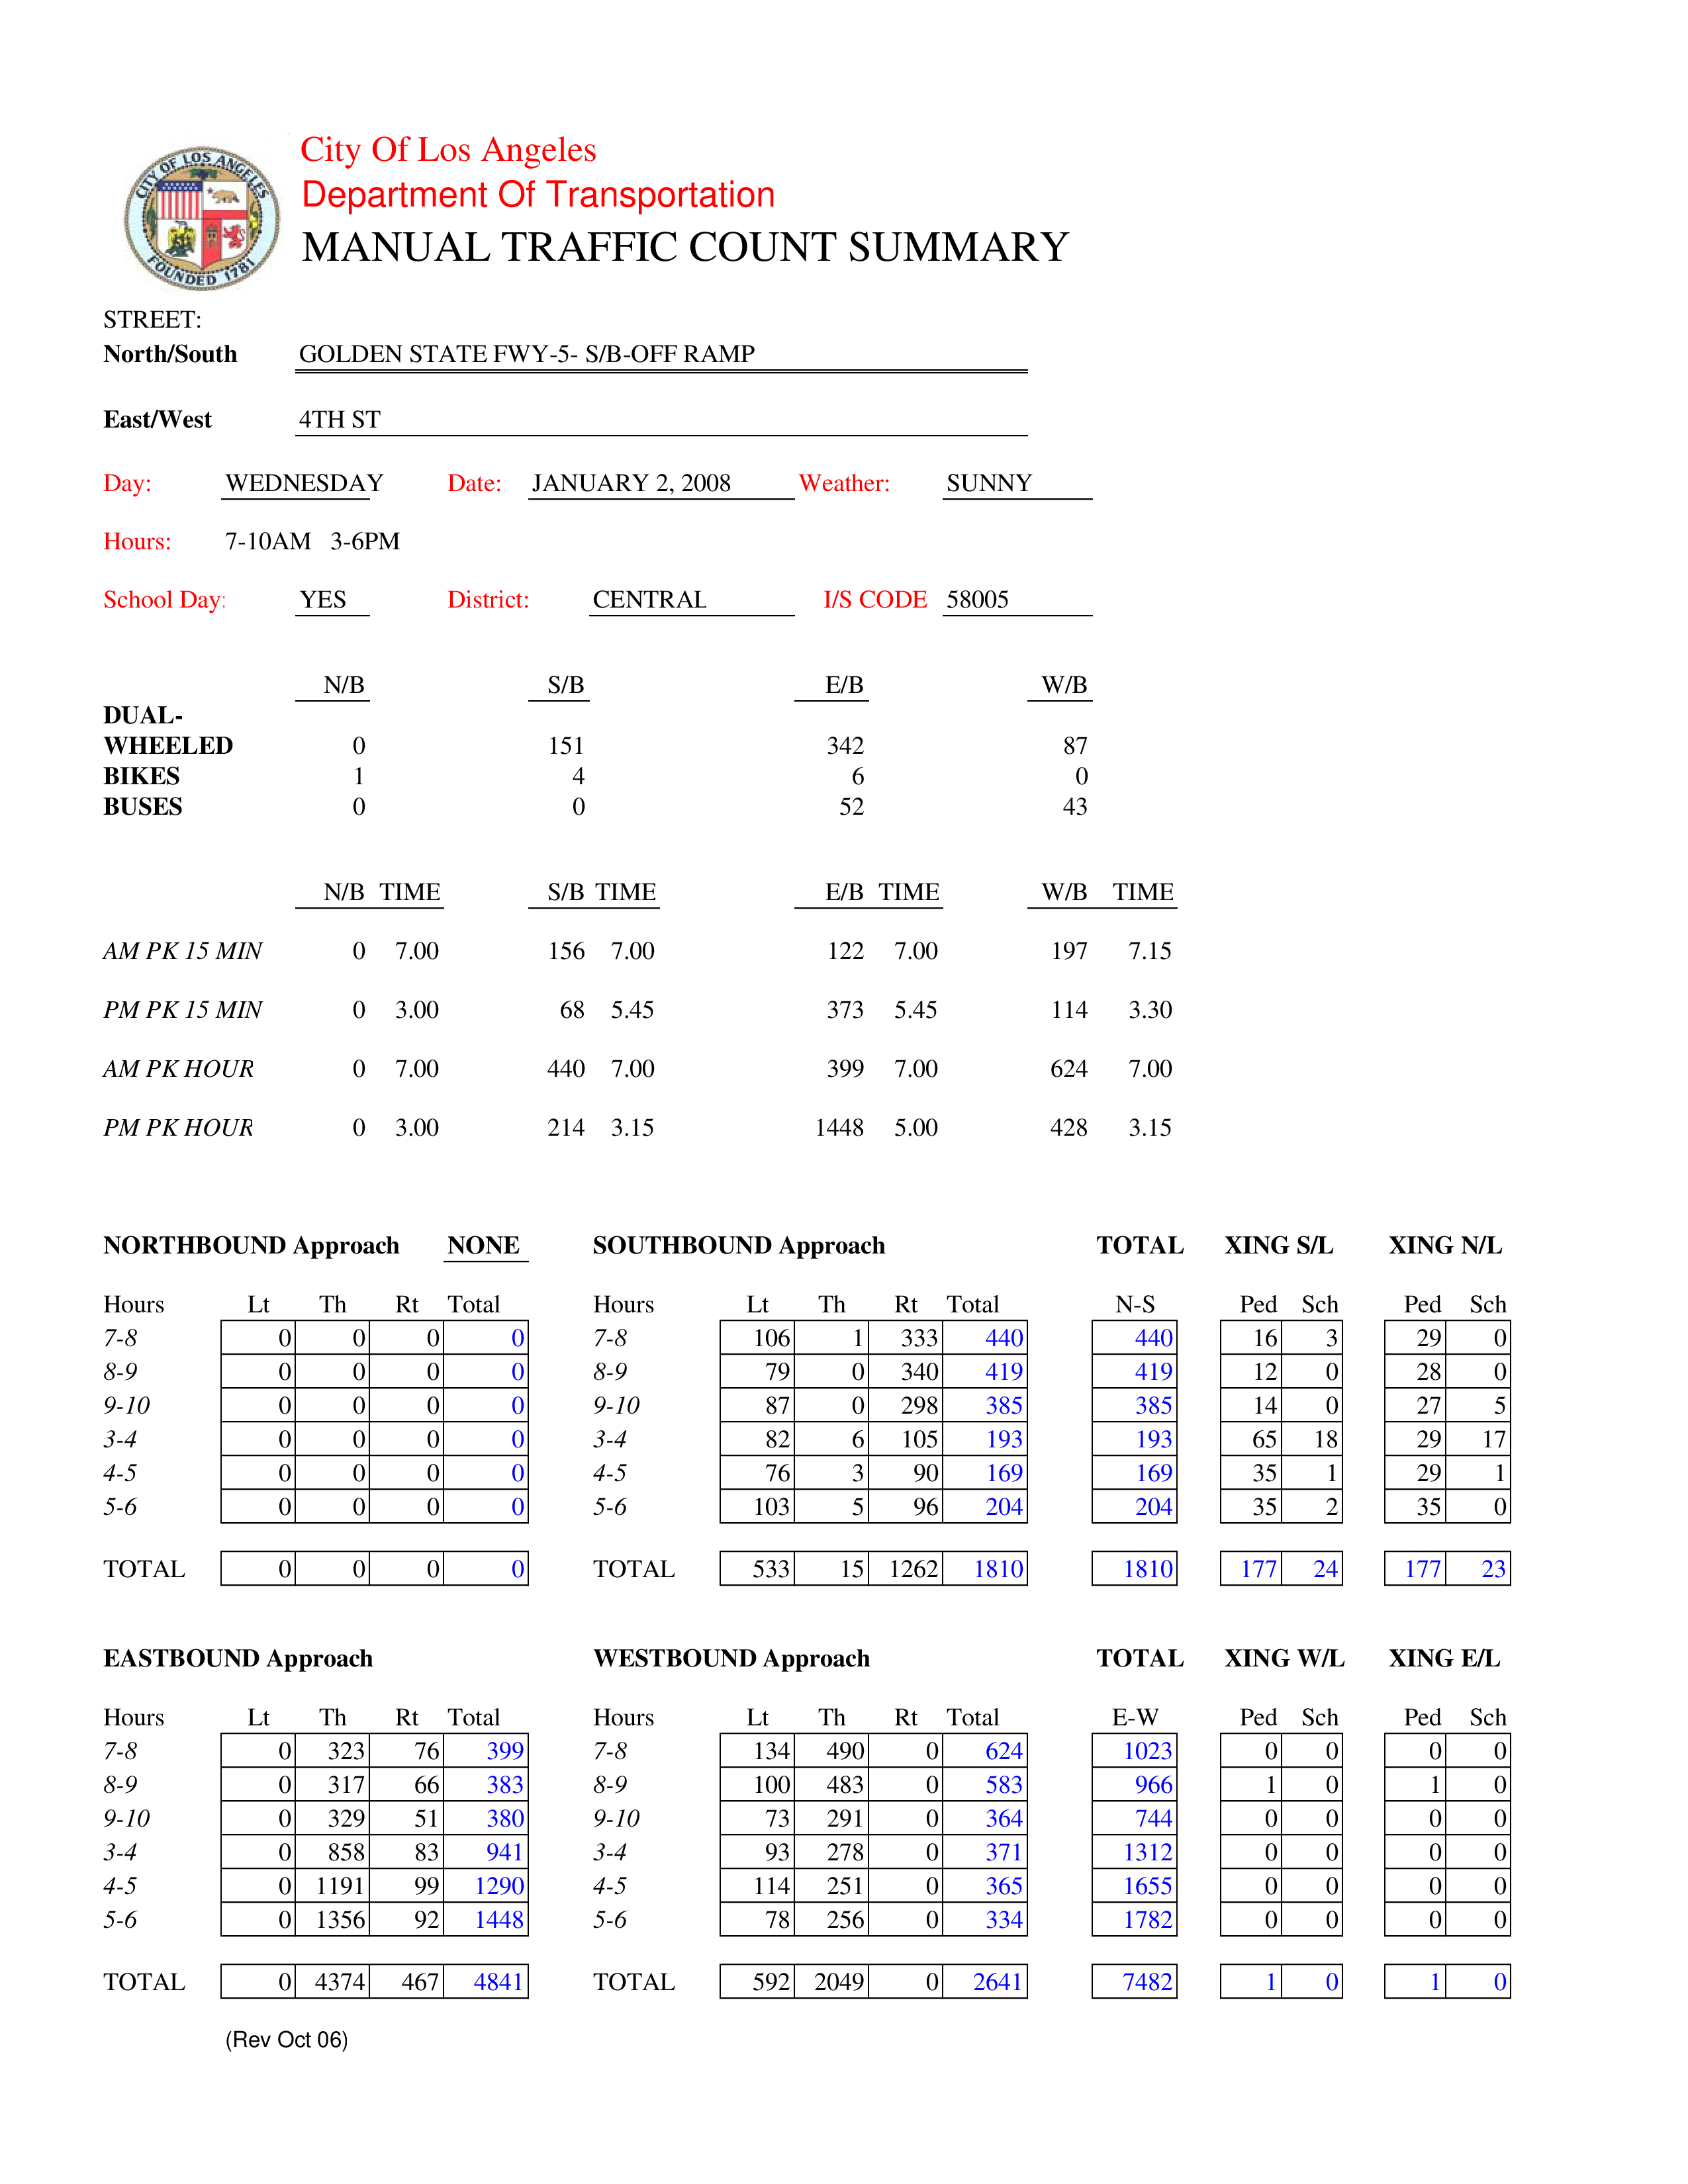 CITY OF LOS ANGELES
FOUNDED 1781
City Of Los Angeles
Department Of Transportation
MANUAL TRAFFIC COUNT SUMMARY
STREET:
North/South GOLDEN STATE FWY-5- S/B-OFF RAMP
East/West 4TH ST
Day: WEDNESDAY Date: JANUARY 2, 2008 Weather: SUNNY
Hours: 7-10AM 3-6PM
School Day: YES District: CENTRAL I/S CODE 58005
N/B S/B E/B W/B
DUAL-
WHEELED 0 151 342 87
BIKES 1 4 6 0
BUSES 0 0 52 43
N/B TIME S/B TIME E/B TIME W/B TIME
AM PK 15 MIN 0 7.00 156 7.00 122 7.00 197 7.15
PM PK 15 MIN 0 3.00 68 5.45 373 5.45 114 3.30
AM PK HOUR 0 7.00 440 7.00 399 7.00 624 7.00
PM PK HOUR 0 3.00 214 3.15 1448 5.00 428 3.15
NORTHBOUND Approach NONE SOUTHBOUND Approach TOTAL XING S/L XING N/L
Hours Lt Th Rt Total Hours Lt Th Rt Total N-S Ped Sch Ped Sch
7-8 0 0 0 0 7-8 106 1 333 440 440 16 3 29 0
8-9 0 0 0 0 8-9 79 0 340 419 419 12 0 28 0
9-10 0 0 0 0 9-10 87 0 298 385 385 14 0 27 5
3-4 0 0 0 0 3-4 82 6 105 193 193 65 18 29 17
4-5 0 0 0 0 4-5 76 3 90 169 169 35 1 29 1
5-6 0 0 0 0 5-6 103 5 96 204 204 35 2 35 0
TOTAL 0 0 0 0 TOTAL 533 15 1262 1810 1810 177 24 177 23
EASTBOUND Approach WESTBOUND Approach TOTAL XING W/L XING E/L
Hours Lt Th Rt Total Hours Lt Th Rt Total E-W Ped Sch Ped Sch
7-8 0 323 76 399 7-8 134 490 0 624 1023 0 0 0 0
8-9 0 317 66 383 8-9 100 483 0 583 966 1 0 1 0
9-10 0 329 51 380 9-10 73 291 0 364 744 0 0 0 0
3-4 0 858 83 941 3-4 93 278 0 371 1312 0 0 0 0
4-5 0 1191 99 1290 4-5 114 251 0 365 1655 0 0 0 0
5-6 0 1356 92 1448 5-6 78 256 0 334 1782 0 0 0 0
TOTAL 0 4374 467 4841 TOTAL 592 2049 0 2641 7482 1 0 1 0
(Rev Oct 06)